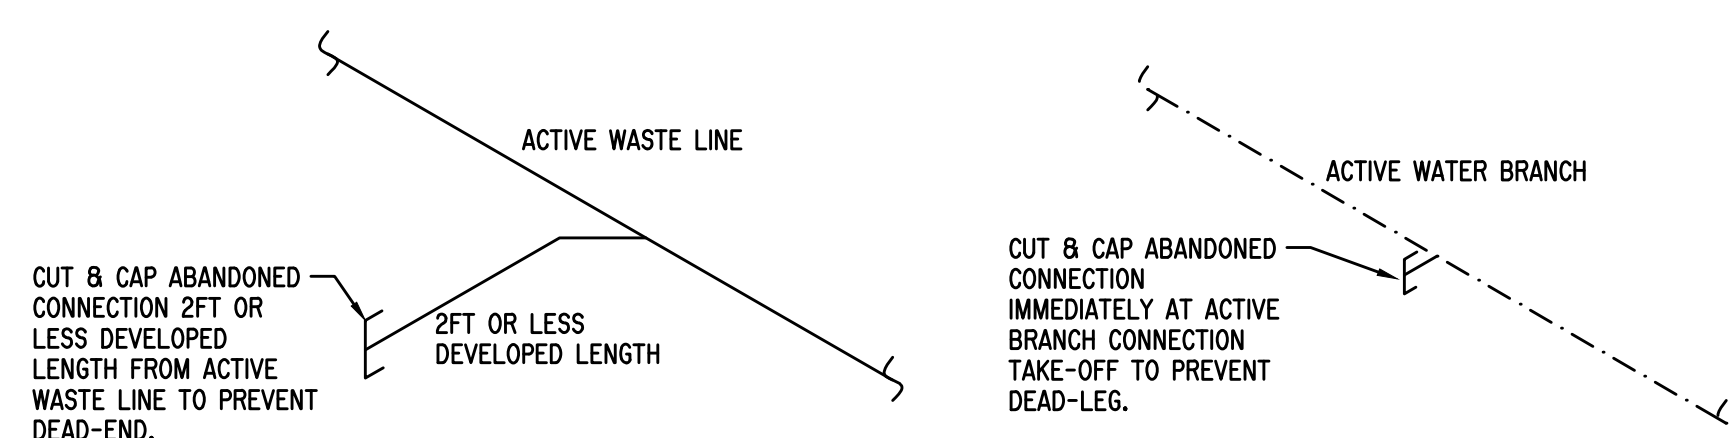 ACTIVE WASTE LINE
CUT & CAP ABANDONED
CONNECTION 2FT OR
LESS DEVELOPED
LENGTH FROM ACTIVE
WASTE LINE TO PREVENT
DEAD-END.
2FT OR LESS
DEVELOPED LENGTH
ACTIVE WATER BRANCH
CUT & CAP ABANDONED
CONNECTION
IMMEDIATELY AT ACTIVE
BRANCH CONNECTION
TAKE-OFF TO PREVENT
DEAD-LEG.